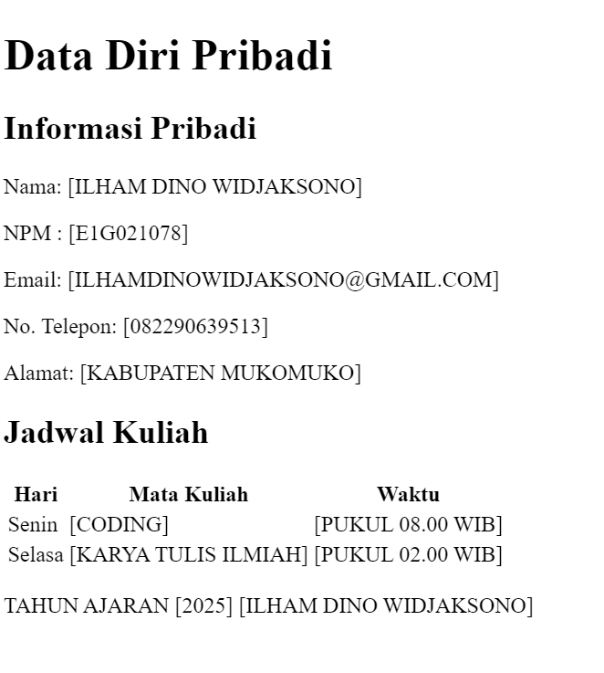 Data Diri Pribadi
Informasi Pribadi
Nama: [ILHAM DINO WIDJAKSONO]
NPM : [E1G021078]
Email: [ILHAMDINOWIDJAKSONO@GMAIL.COM]
No. Telepon: [082290639513]
Alamat: [KABUPATEN MUKOMUKO]
Jadwal Kuliah
Hari Mata Kuliah Waktu
Senin [CODING] [PUKUL 08.00 WIB]
Selasa [KARYA TULIS ILMIAH] [PUKUL 02.00 WIB]
TAHUN AJARAN [2025] [ILHAM DINO WIDJAKSONO]